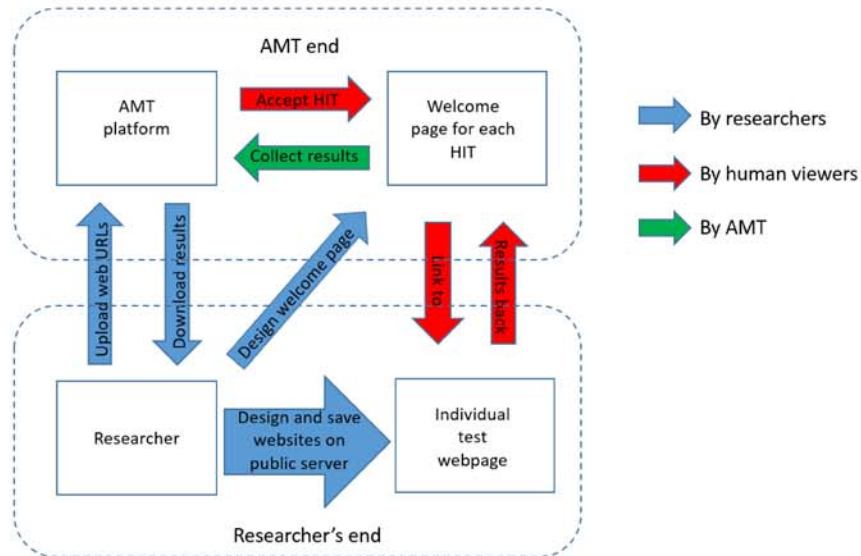 AMT end
AMT
platform
Accept HIT
Collect results
Welcome
page for each
HIT
By researchers
By human viewers
By AMT
Upload web URLs
Download results
Design welcome page
Link to
Results back
Researcher
Design and save
websites on
public server
Individual
test
webpage
Researcher’s end